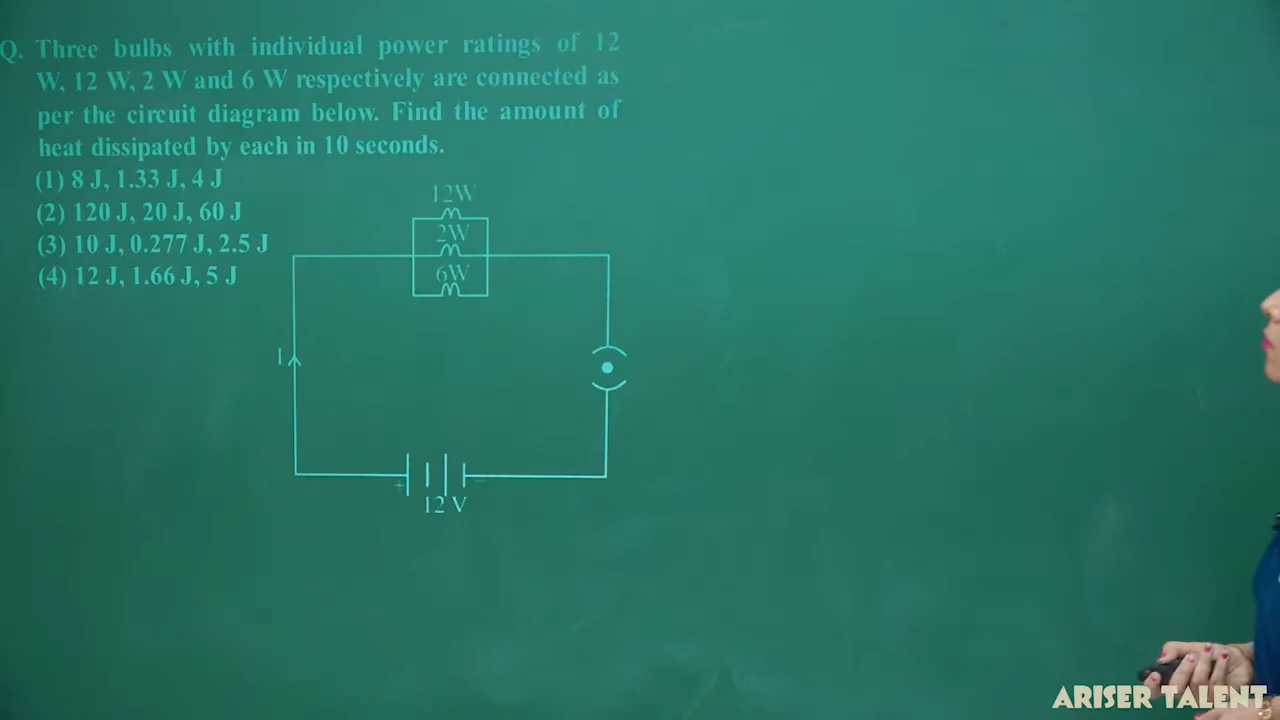 Q. Three bulbs with individual power ratings of 12
W, 12 W, 2 W and 6 W respectively are connected as
per the circuit diagram below. Find the amount of
heat dissipated by each in 10 seconds.
(1) 8 J, 1.33 J, 4 J
(2) 120 J, 20 J, 60 J
(3) 10 J, 0.277 J, 2.5 J
(4) 12 J, 1.66 J, 5 J
12W
2W
6W
I
+ −
12 V
ARISER TALENT